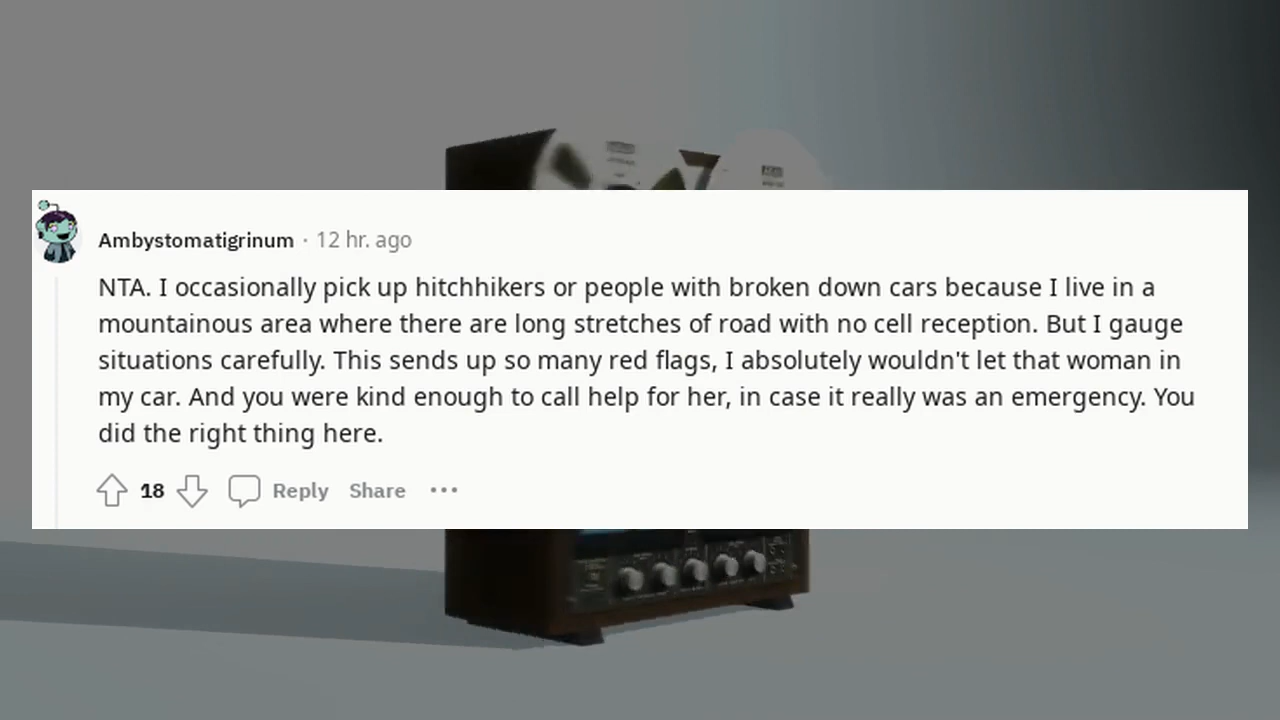 Ambystomatigrinum · 12 hr. ago
NTA. I occasionally pick up hitchhikers or people with broken down cars because I live in a
mountainous area where there are long stretches of road with no cell reception. But I gauge
situations carefully. This sends up so many red flags, I absolutely wouldn't let that woman in
my car. And you were kind enough to call help for her, in case it really was an emergency. You
did the right thing here.
18 Reply Share